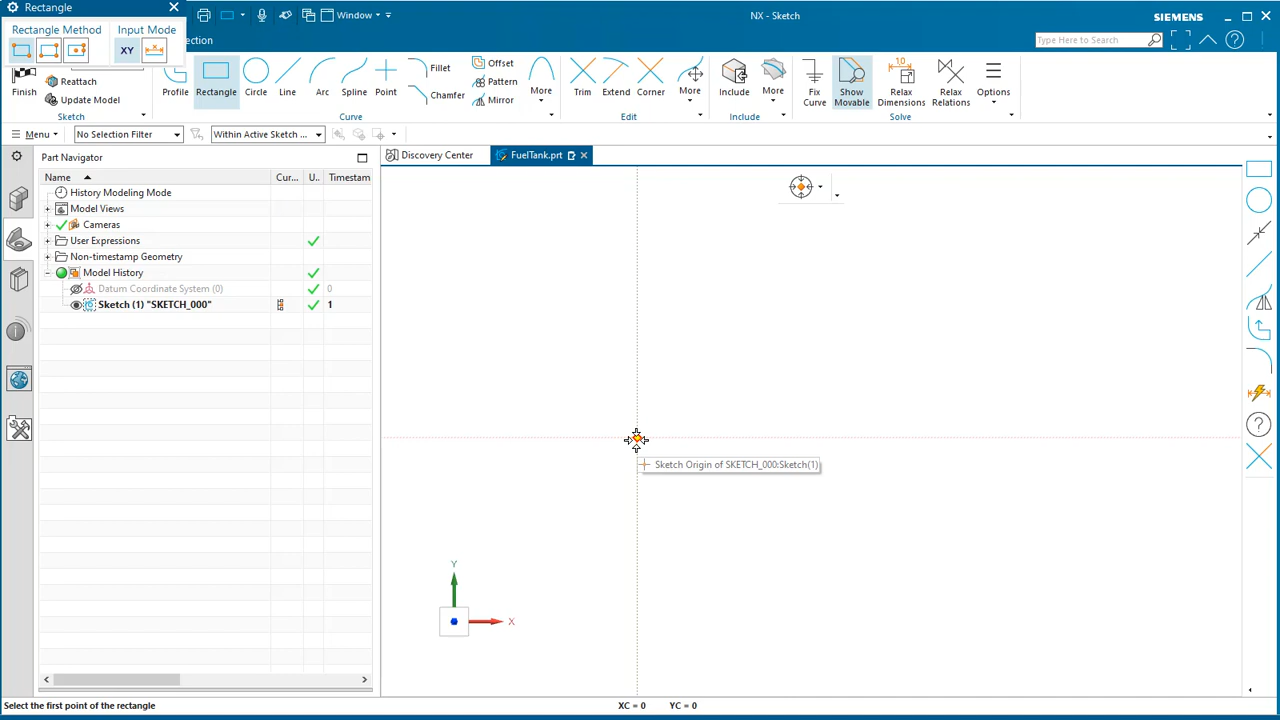 Rectangle
Window
NX - Sketch
SIEMENS
Rectangle Method
Input Mode
XY
ction
Type Here to Search
Finish
Reattach
Update Model
Sketch
Profile
Rectangle
Circle
Line
Arc
Spline
Point
Fillet
Chamfer
Offset
Pattern
Mirror
More
Curve
Trim
Extend
Corner
More
Edit
Include
More
Include
Fix
Curve
Show
Movable
1,0
Relax
Dimensions
Relax
Relations
Options
Solve
Menu
No Selection Filter
Within Active Sketch ...
Part Navigator
Discovery Center
FuelTank.prt
Name
Cur...
U..
Timestam
History Modeling Mode
Model Views
Cameras
User Expressions
Non-timestamp Geometry
Model History
Datum Coordinate System (0)
0
Sketch (1) "SKETCH_000"
1
Sketch Origin of SKETCH_000:Sketch(1)
Y
X
Select the first point of the rectangle
XC = 0
YC = 0